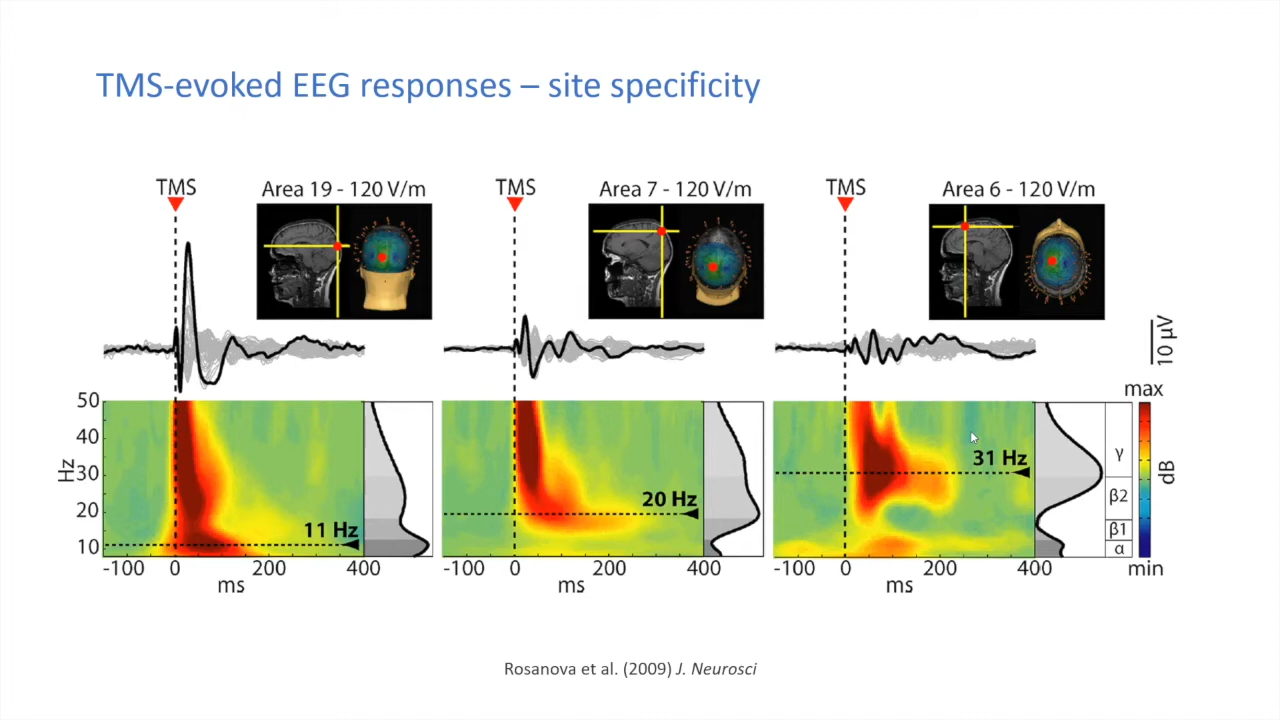 TMS-evoked EEG responses – site specificity
TMS
Area 19 - 120 V/m
TMS
Area 7 - 120 V/m
TMS
Area 6 - 120 V/m
10 µV
max
50
40
30
20
10
Hz
11 Hz
20 Hz
31 Hz
γ
β2
β1
α
dB
min
-100 0 200 400
ms
-100 0 200 400
ms
-100 0 200 400
ms
Rosanova et al. (2009) J. Neurosci